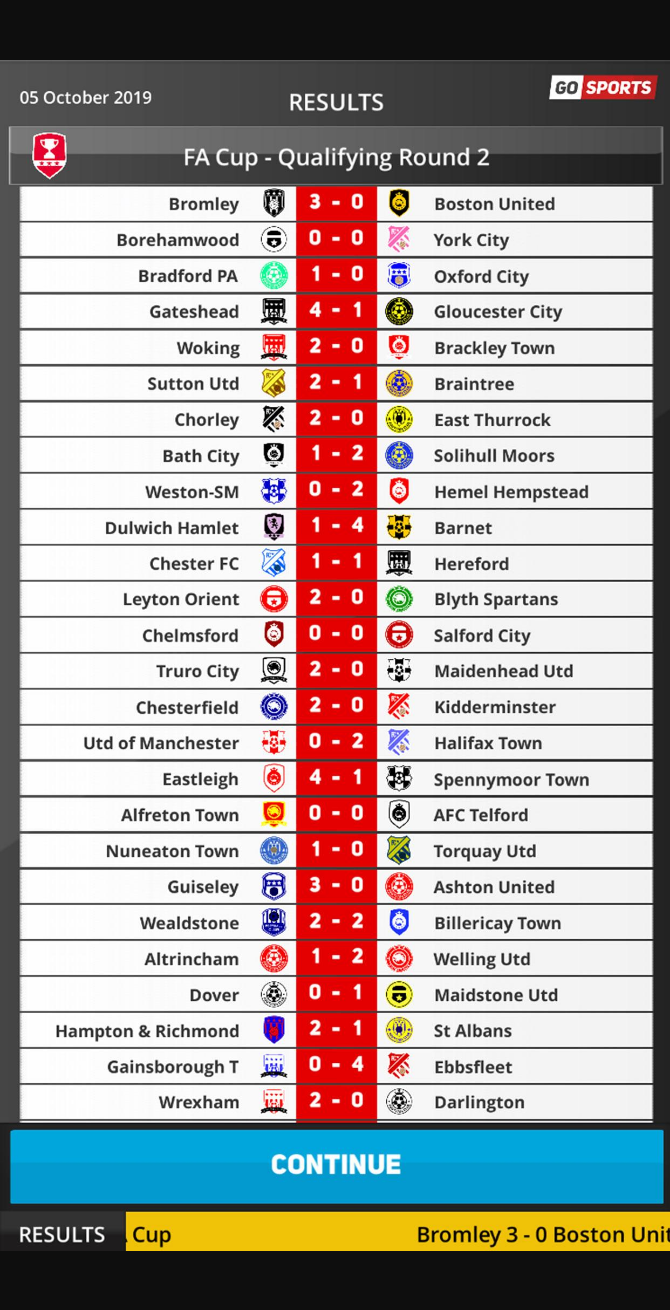 05 October 2019
RESULTS
GO SPORTS
FA Cup - Qualifying Round 2
Bromley 3 - 0 Boston United
Borehamwood 0 - 0 York City
Bradford PA 1 - 0 Oxford City
Gateshead 4 - 1 Gloucester City
Woking 2 - 0 Brackley Town
Sutton Utd 2 - 1 Braintree
Chorley 2 - 0 East Thurrock
Bath City 1 - 2 Solihull Moors
Weston-SM 0 - 2 Hemel Hempstead
Dulwich Hamlet 1 - 4 Barnet
Chester FC 1 - 1 Hereford
Leyton Orient 2 - 0 Blyth Spartans
Chelmsford 0 - 0 Salford City
Truro City 2 - 0 Maidenhead Utd
Chesterfield 2 - 0 Kidderminster
Utd of Manchester 0 - 2 Halifax Town
Eastleigh 4 - 1 Spennymoor Town
Alfreton Town 0 - 0 AFC Telford
Nuneaton Town 1 - 0 Torquay Utd
Guiseley 3 - 0 Ashton United
Wealdstone 2 - 2 Billericay Town
Altrincham 1 - 2 Welling Utd
Dover 0 - 1 Maidstone Utd
Hampton & Richmond 2 - 1 St Albans
Gainsborough T 0 - 4 Ebbsfleet
Wrexham 2 - 0 Darlington
CONTINUE
RESULTS Cup Bromley 3 - 0 Boston Unit